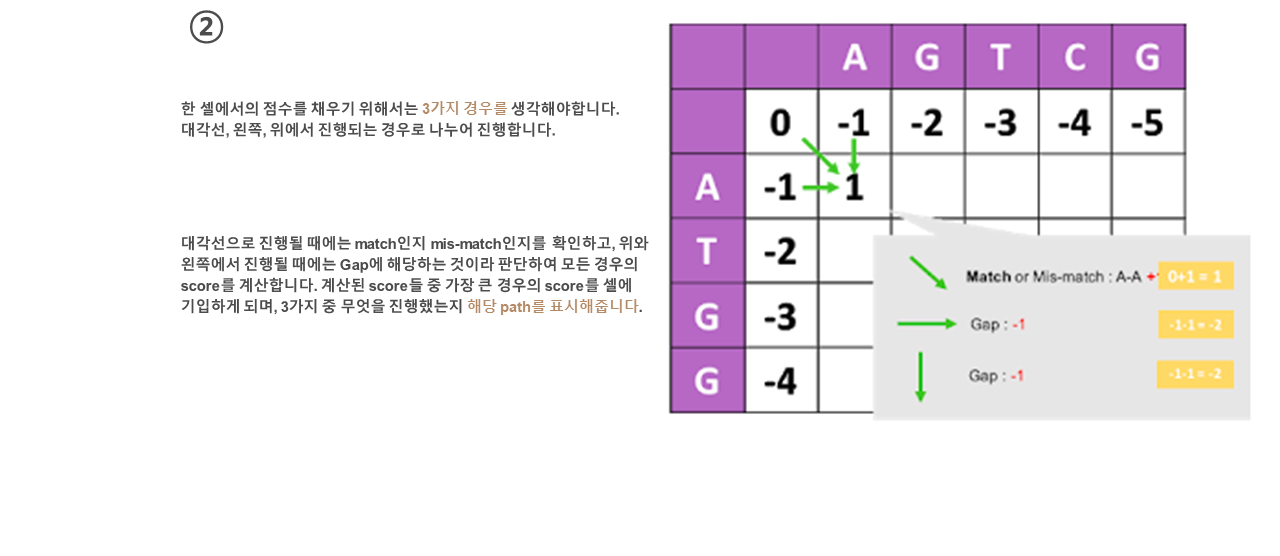 ②
한 셀에서의 점수를 채우기 위해서는 3가지 경우를 생각해야합니다.
대각선, 왼쪽, 위에서 진행되는 경우로 나누어 진행합니다.
대각선으로 진행될 때에는 match인지 mis-match인지를 확인하고, 위와
왼쪽에서 진행될 때에는 Gap에 해당하는 것이라 판단하여 모든 경우의
score를 계산합니다. 계산된 score들 중 가장 큰 경우의 score를 셀에
기입하게 되며, 3가지 중 무엇을 진행했는지 해당 path를 표시해줍니다.
A G T C G
0 -1 -2 -3 -4 -5
A -1 1
T -2
G -3
G -4
Match or Mis-match : A-A + 0+1 = 1
Gap : -1 -1-1 = -2
Gap : -1 -1-1 = -2